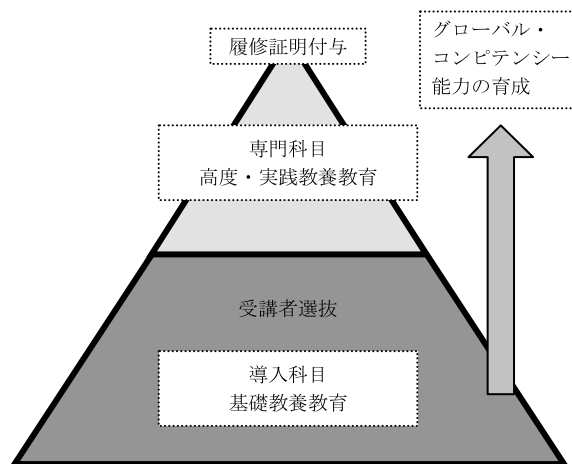 履修証明付与
グローバル・
コンピテンシー
能力の育成
専門科目
高度・実践教養教育
受講者選抜
導入科目
基礎教養教育